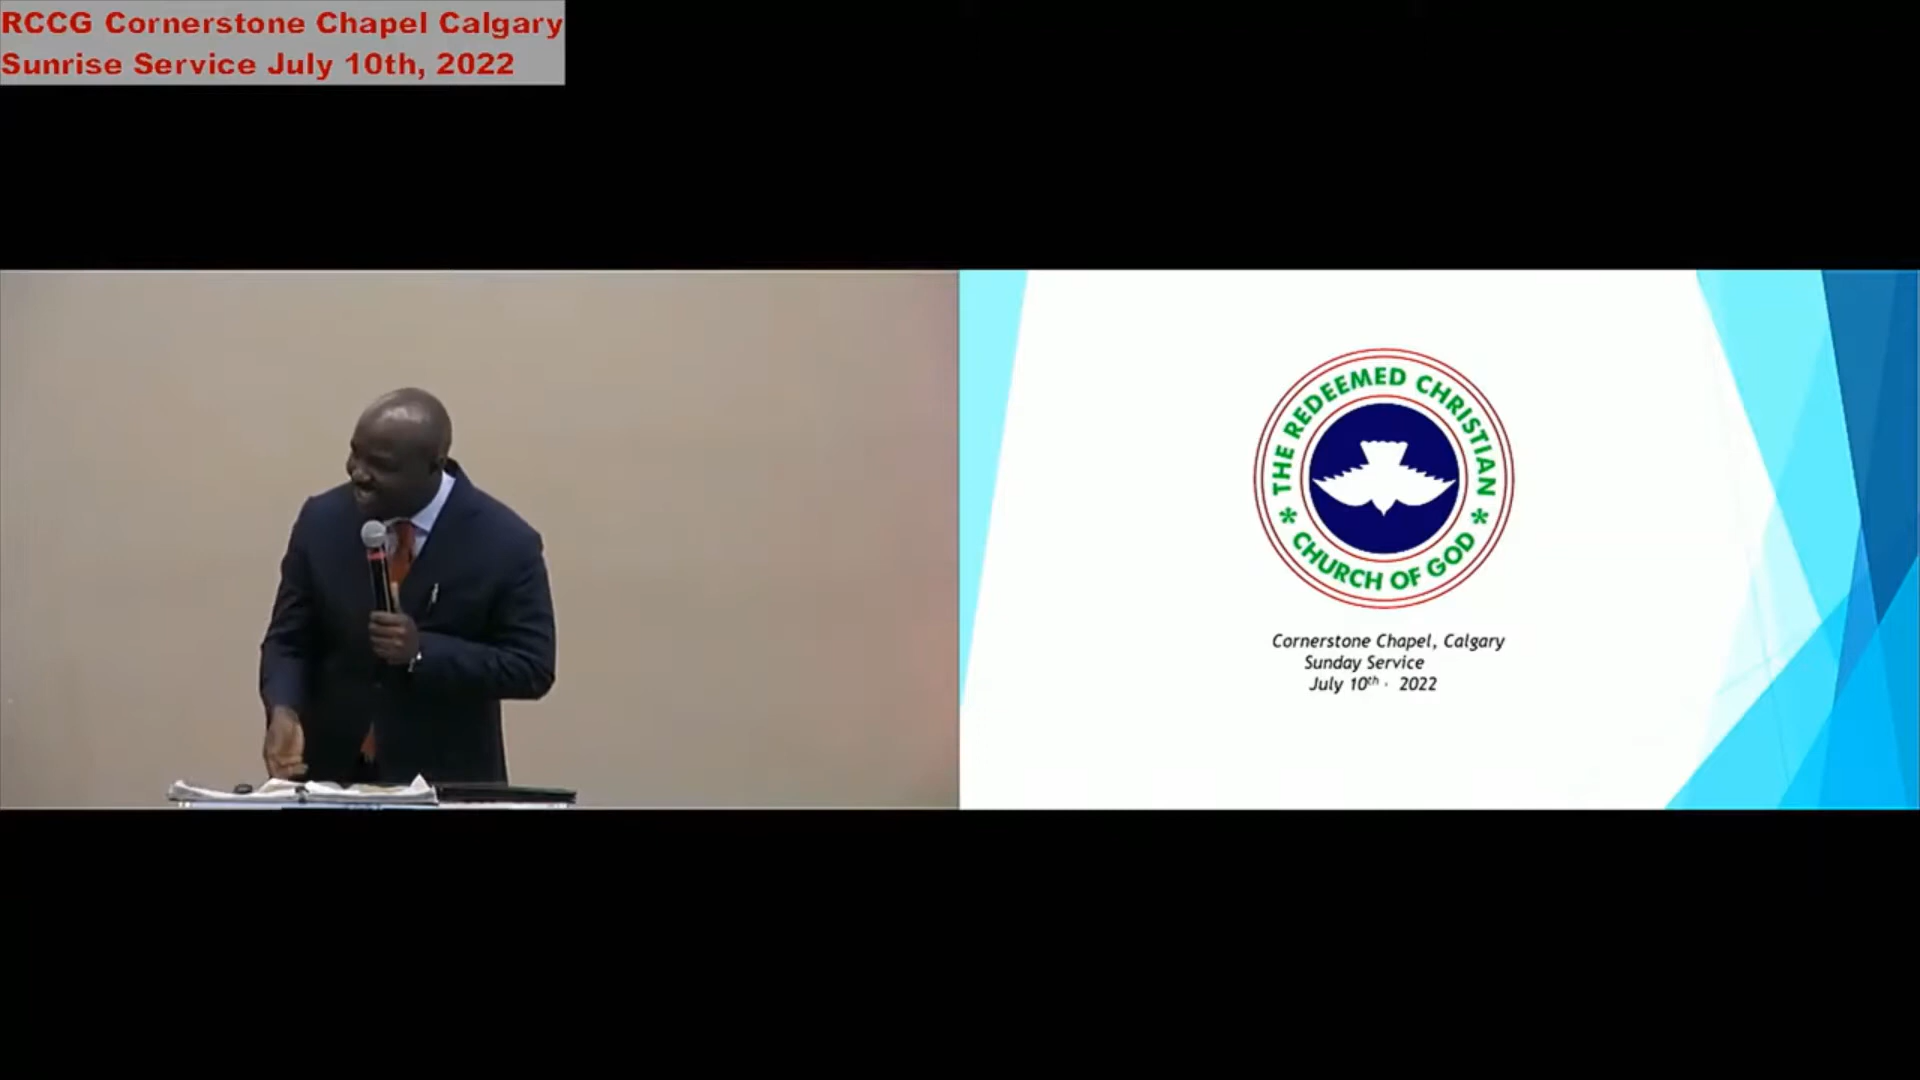 RCCG Cornerstone Chapel Calgary
Sunrise Service July 10th, 2022
THE REDEEMED CHRISTIAN
* CHURCH OF GOD *
Cornerstone Chapel, Calgary
Sunday Service
July 10th . 2022